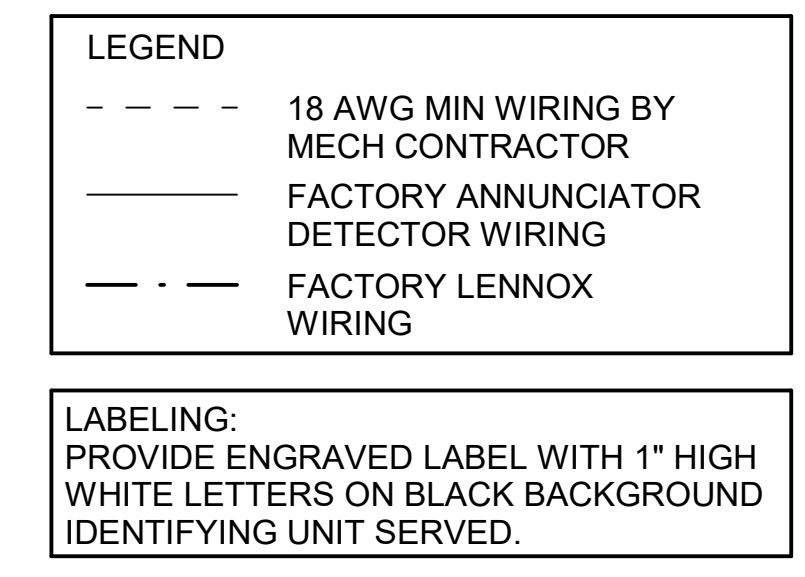 LEGEND
18 AWG MIN WIRING BY
MECH CONTRACTOR
FACTORY ANNUNCIATOR
DETECTOR WIRING
FACTORY LENNOX
WIRING
LABELING:
PROVIDE ENGRAVED LABEL WITH 1" HIGH
WHITE LETTERS ON BLACK BACKGROUND
IDENTIFYING UNIT SERVED.